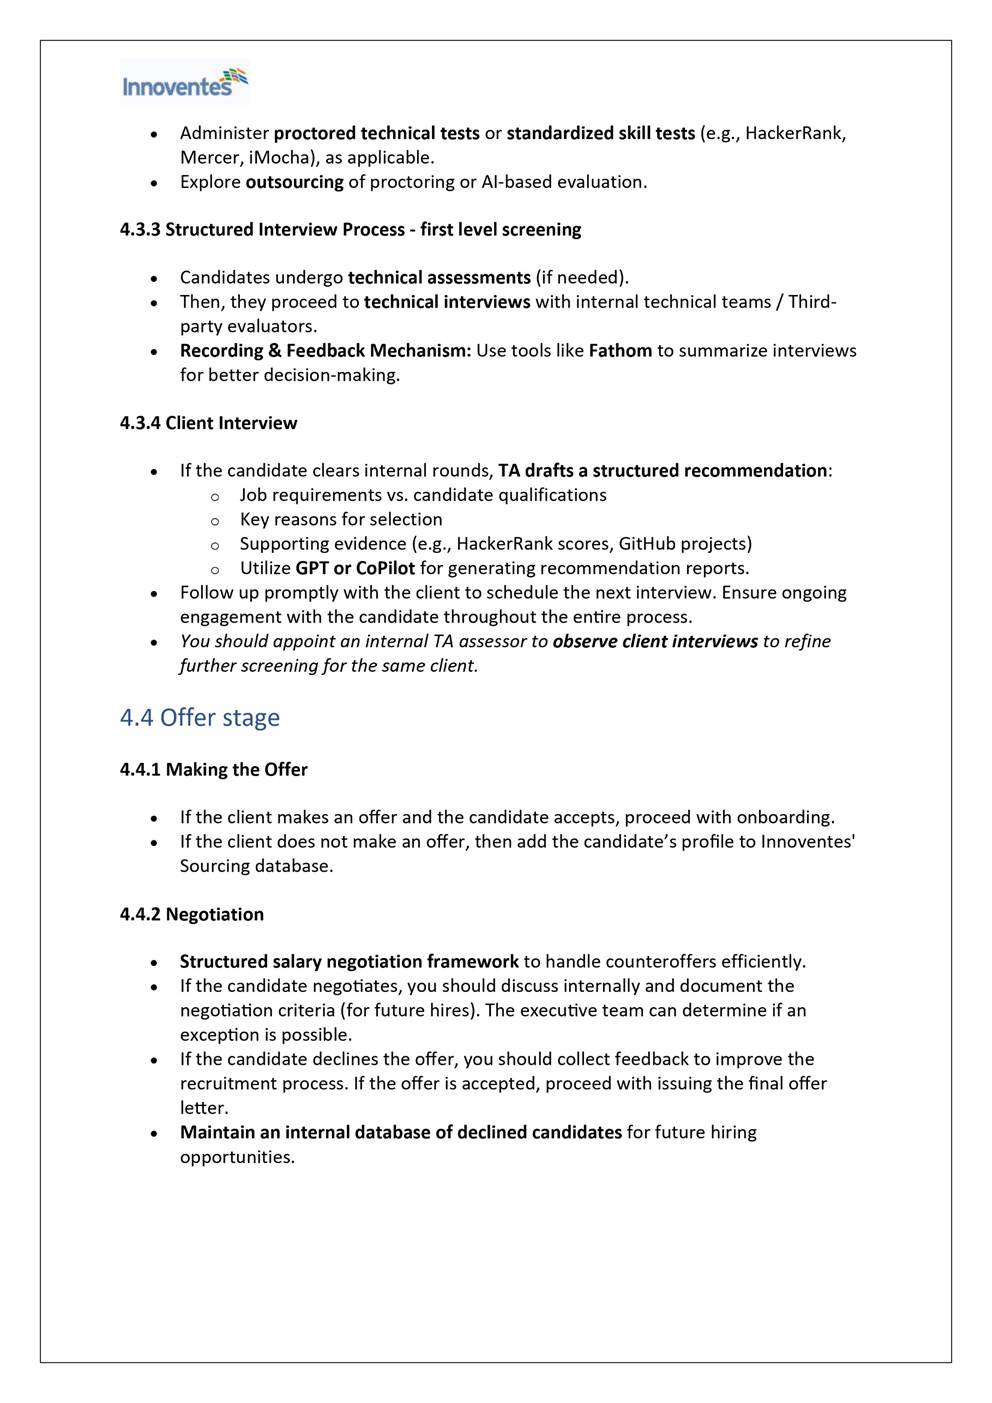 Innoventes
• Administer proctored technical tests or standardized skill tests (e.g., HackerRank,
Mercer, iMocha), as applicable.
• Explore outsourcing of proctoring or AI-based evaluation.
4.3.3 Structured Interview Process - first level screening
• Candidates undergo technical assessments (if needed).
• Then, they proceed to technical interviews with internal technical teams / Third-
party evaluators.
• Recording & Feedback Mechanism: Use tools like Fathom to summarize interviews
for better decision-making.
4.3.4 Client Interview
• If the candidate clears internal rounds, TA drafts a structured recommendation:
o Job requirements vs. candidate qualifications
o Key reasons for selection
o Supporting evidence (e.g., HackerRank scores, GitHub projects)
o Utilize GPT or CoPilot for generating recommendation reports.
• Follow up promptly with the client to schedule the next interview. Ensure ongoing
engagement with the candidate throughout the entire process.
• You should appoint an internal TA assessor to observe client interviews to refine
further screening for the same client.
4.4 Offer stage
4.4.1 Making the Offer
• If the client makes an offer and the candidate accepts, proceed with onboarding.
• If the client does not make an offer, then add the candidate’s profile to Innoventes'
Sourcing database.
4.4.2 Negotiation
• Structured salary negotiation framework to handle counteroffers efficiently.
• If the candidate negotiates, you should discuss internally and document the
negotiation criteria (for future hires). The executive team can determine if an
exception is possible.
• If the candidate declines the offer, you should collect feedback to improve the
recruitment process. If the offer is accepted, proceed with issuing the final offer
letter.
• Maintain an internal database of declined candidates for future hiring
opportunities.